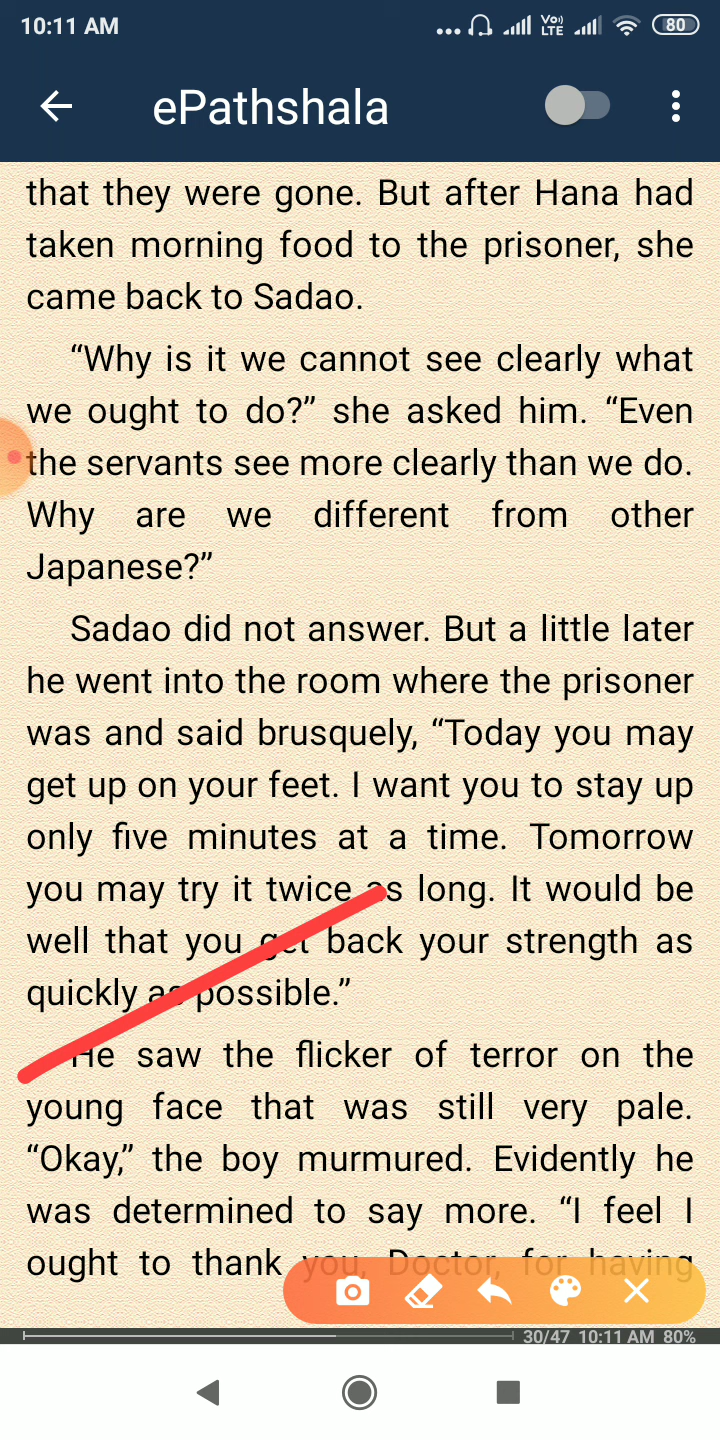 10:11 AM
Vo)) LTE
80
ePathshala
that they were gone. But after Hana had
taken morning food to the prisoner, she
came back to Sadao.
“Why is it we cannot see clearly what
we ought to do?” she asked him. “Even
the servants see more clearly than we do.
Why are we different from other
Japanese?”
Sadao did not answer. But a little later
he went into the room where the prisoner
was and said brusquely, “Today you may
get up on your feet. I want you to stay up
only five minutes at a time. Tomorrow
you may try it twice as long. It would be
well that you get back your strength as
quickly as possible.”
He saw the flicker of terror on the
young face that was still very pale.
“Okay,” the boy murmured. Evidently he
was determined to say more. “I feel I
ought to thank you, Doctor, for having
30/47 10:11 AM 80%